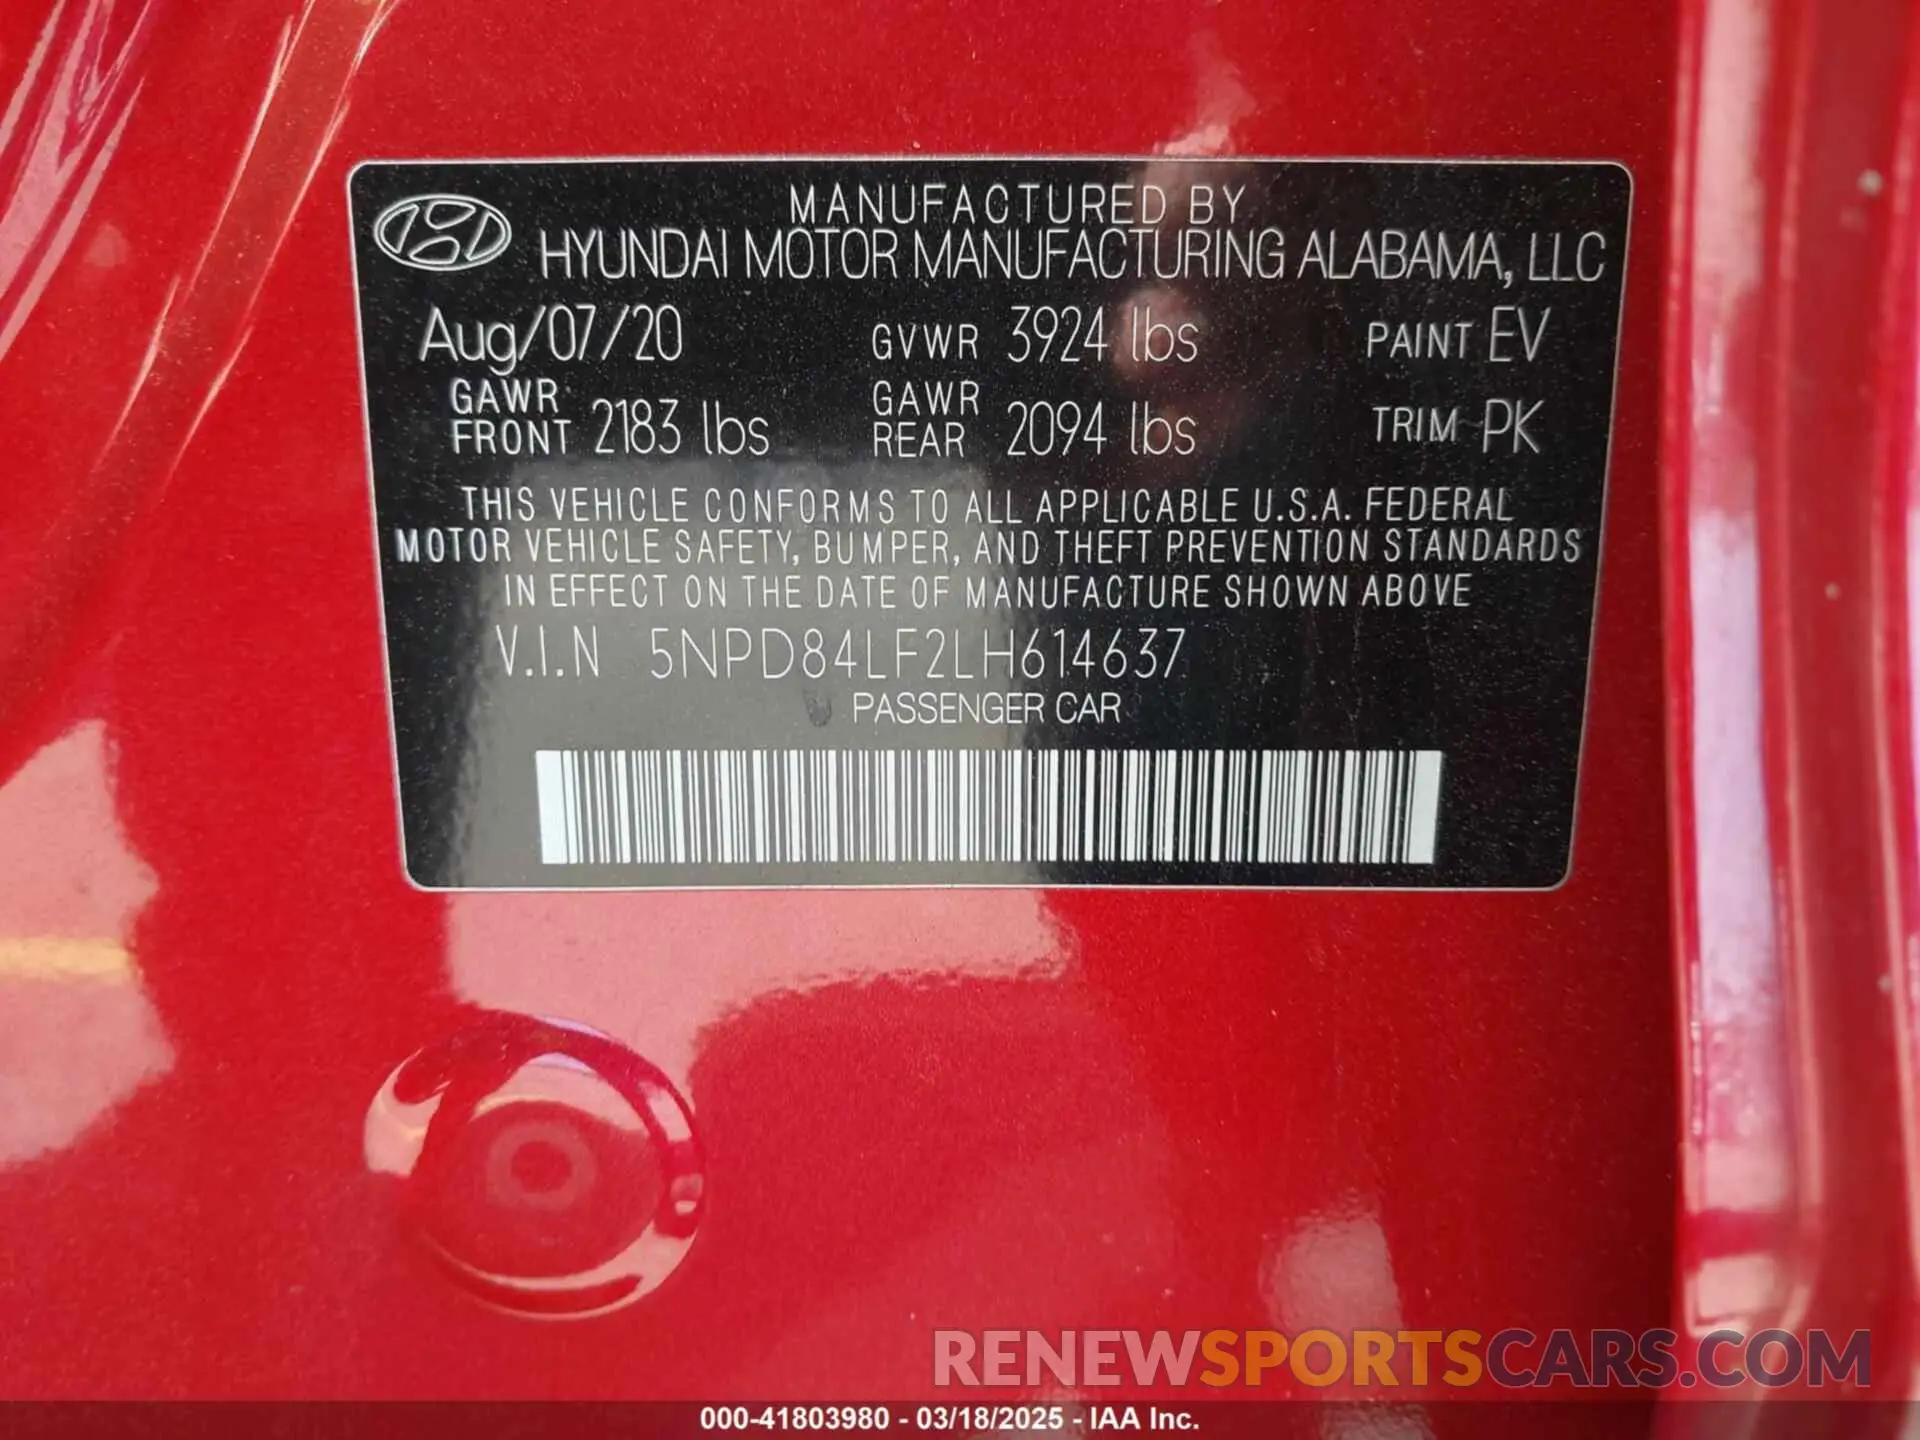 MANUFACTURED BY
HYUNDAI MOTOR MANUFACTURING ALABAMA, LLC
Aug/07/20 GVWR 3924 lbs PAINT EV
GAWR FRONT 2183 lbs GAWR REAR 2094 lbs TRIM PK
THIS VEHICLE CONFORMS TO ALL APPLICABLE U.S.A. FEDERAL
MOTOR VEHICLE SAFETY, BUMPER, AND THEFT PREVENTION STANDARDS
IN EFFECT ON THE DATE OF MANUFACTURE SHOWN ABOVE
V.I.N 5NPD84LF2LH614637
PASSENGER CAR
RENEWSPORTSCARS.COM
000-41803980 - 03/18/2025 - IAA Inc.